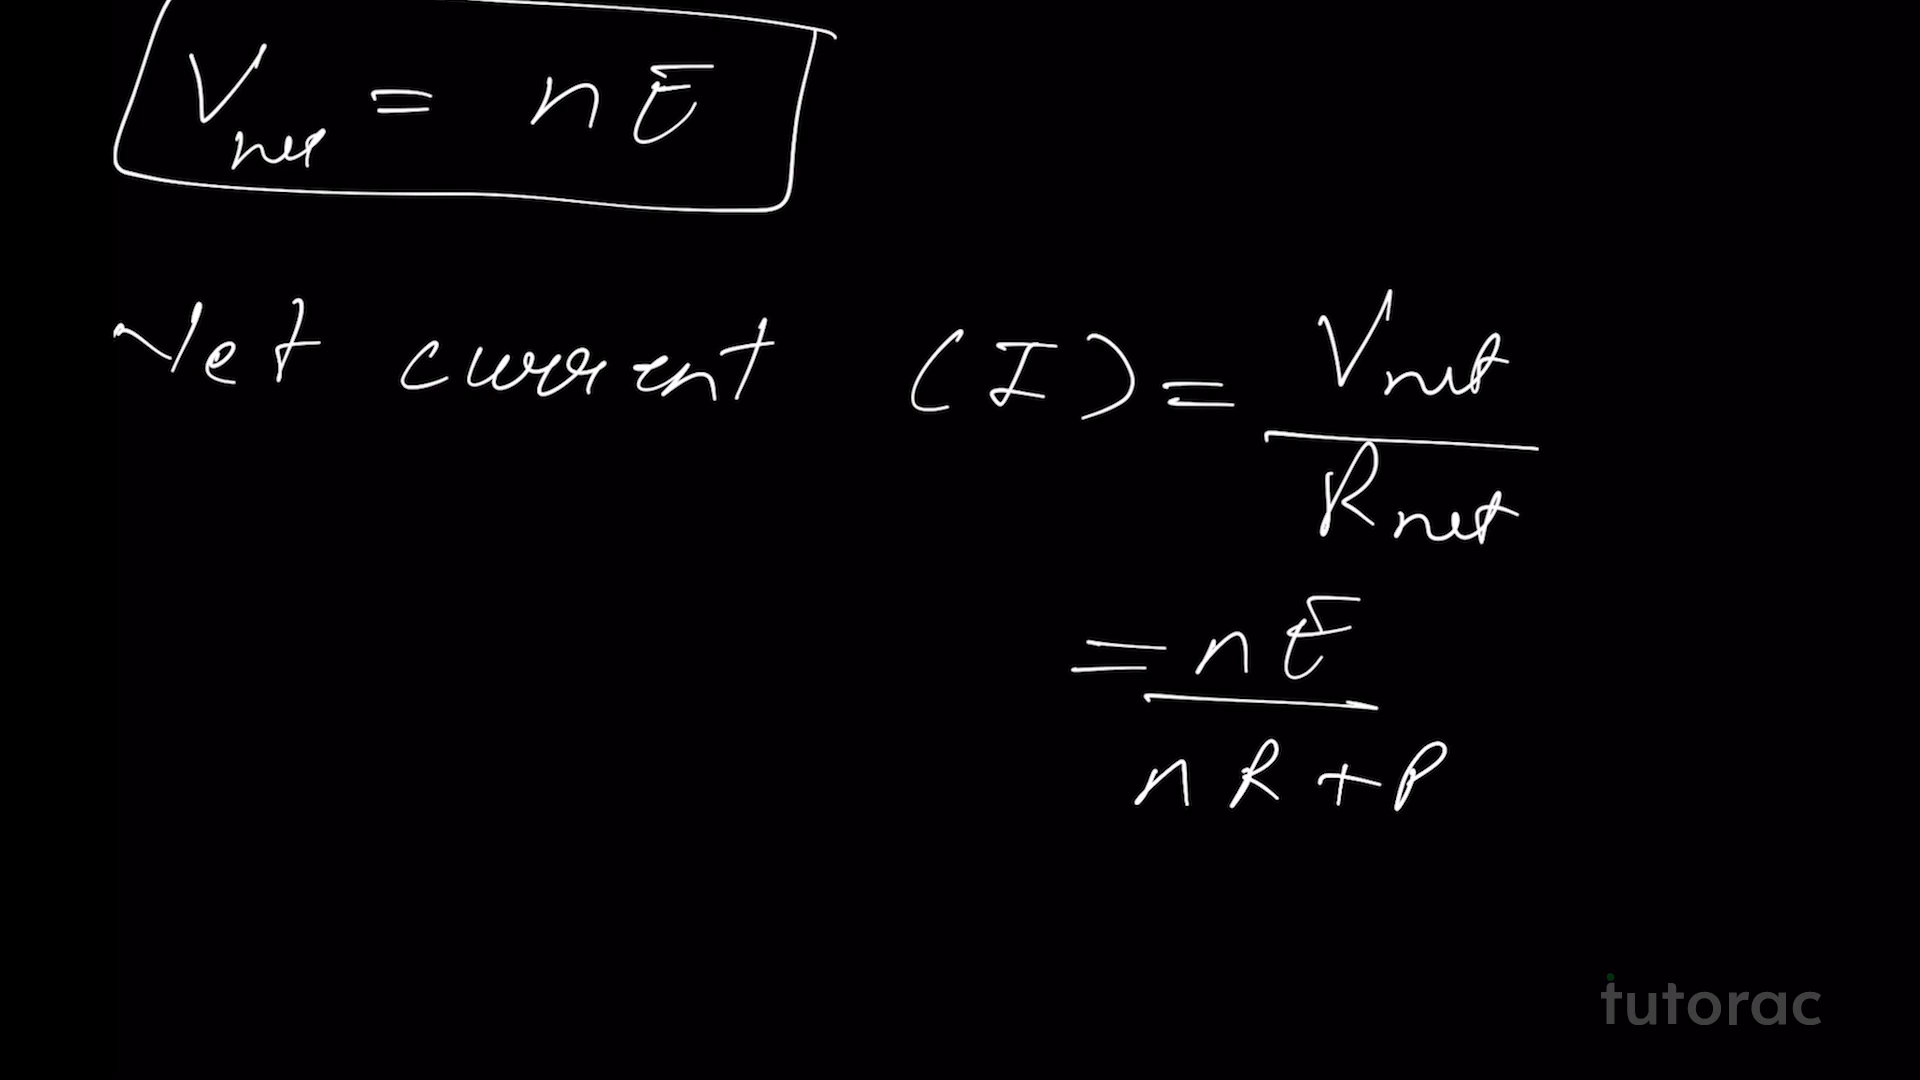 Vnet = nE
Net current (I) = Vnet
Rnet
= nE
nR + P
tutorac